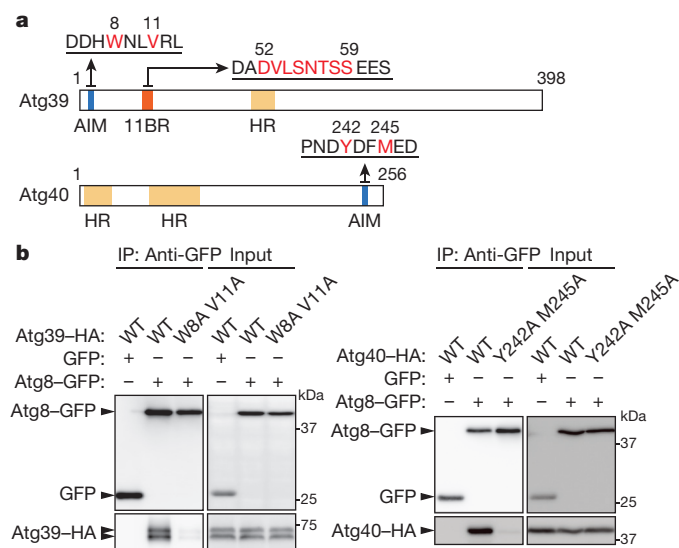 a
8 11
DDHWNLVRL
52 59
DADVLSNTSSEES
1 398
Atg39
AIM 11BR HR
242 245
PNDYDFMED
1 256
Atg40
HR HR AIM
b
IP: Anti-GFP Input
Atg39–HA: WT WT W8A V11A WT WT W8A V11A
GFP: + – – + – –
Atg8–GFP: – + + – + +
kDa
Atg8–GFP
37
GFP
25
75
Atg39–HA
IP: Anti-GFP Input
Atg40–HA: WT WT Y242A M245A WT WT Y242A M245A
GFP: + – – + – –
Atg8–GFP: – + + – + +
kDa
Atg8–GFP
37
GFP
25
Atg40–HA
37